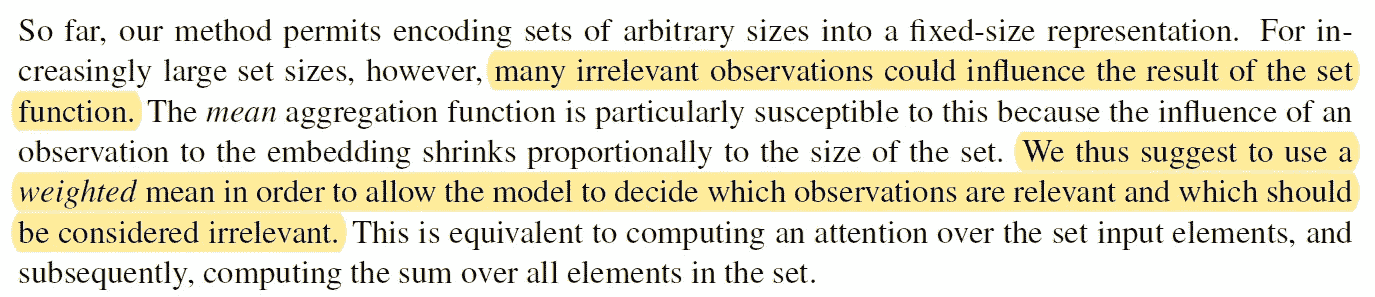 So far, our method permits encoding sets of arbitrary sizes into a fixed-size representation. For in-
creasingly large set sizes, however, many irrelevant observations could influence the result of the set
function. The mean aggregation function is particularly susceptible to this because the influence of an
observation to the embedding shrinks proportionally to the size of the set. We thus suggest to use a
weighted mean in order to allow the model to decide which observations are relevant and which should
be considered irrelevant. This is equivalent to computing an attention over the set input elements, and
subsequently, computing the sum over all elements in the set.